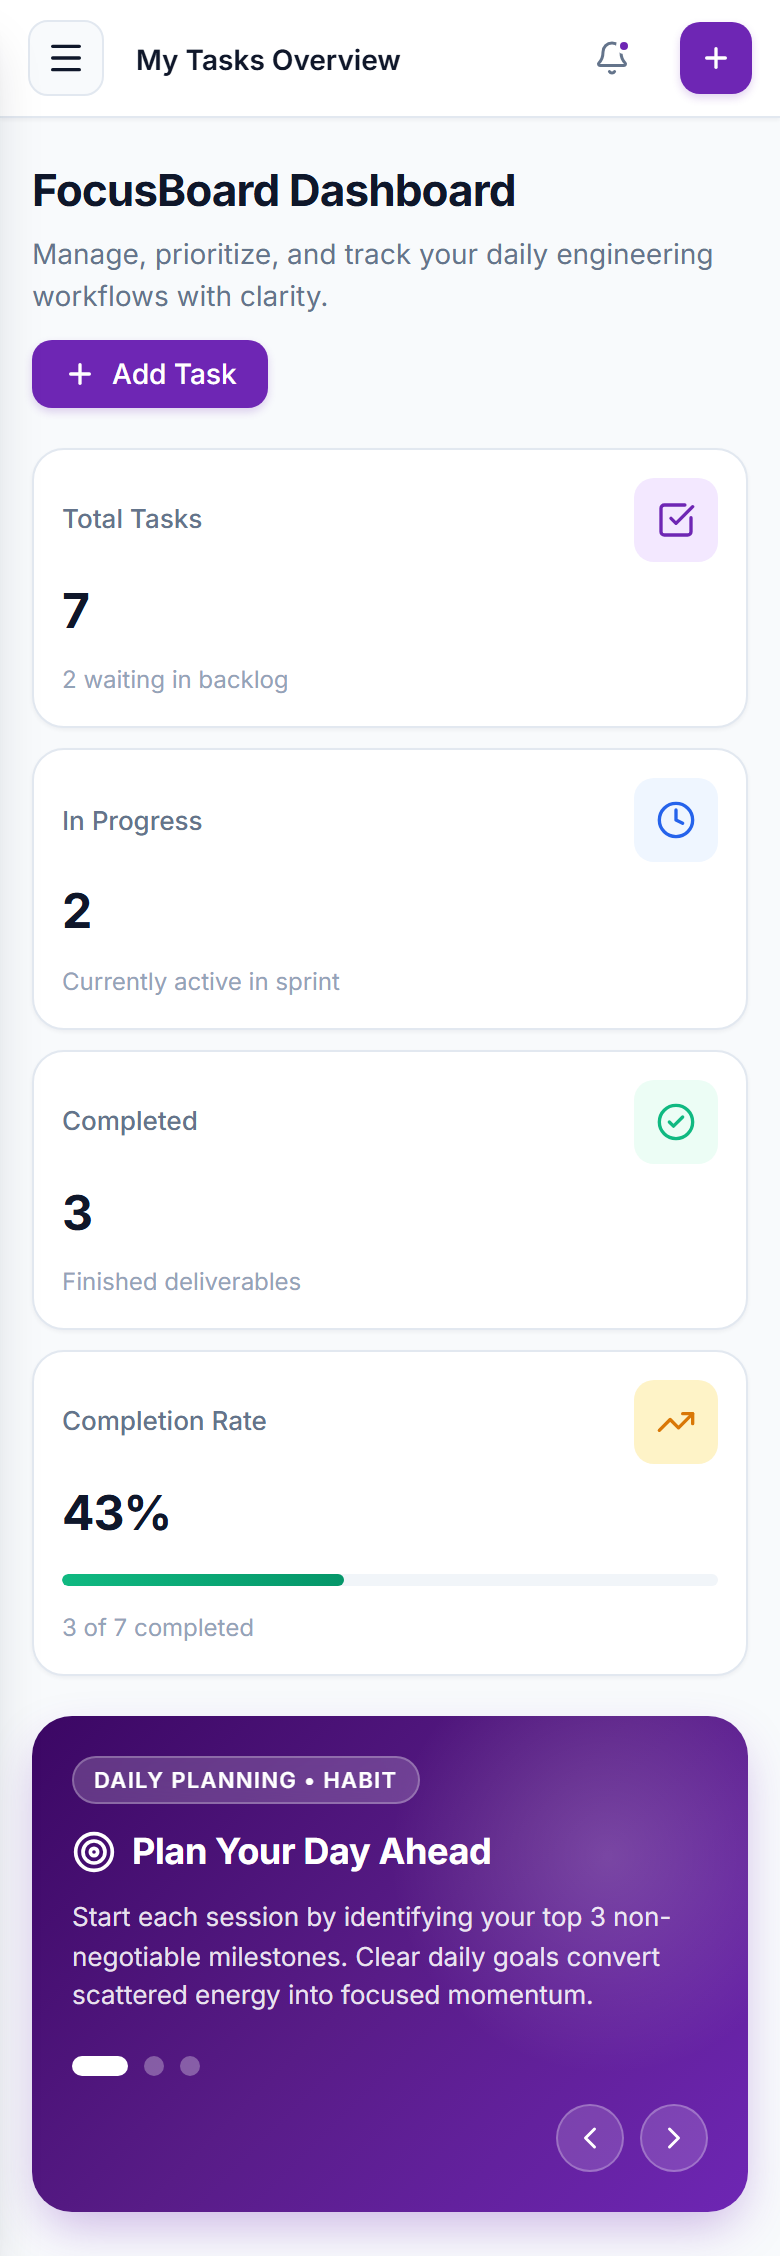 My Tasks Overview
FocusBoard Dashboard
Manage, prioritize, and track your daily engineering
workflows with clarity.
Add Task
Total Tasks
7
2 waiting in backlog
In Progress
2
Currently active in sprint
Completed
3
Finished deliverables
Completion Rate
43%
3 of 7 completed
DAILY PLANNING • HABIT
Plan Your Day Ahead
Start each session by identifying your top 3 non-
negotiable milestones. Clear daily goals convert
scattered energy into focused momentum.